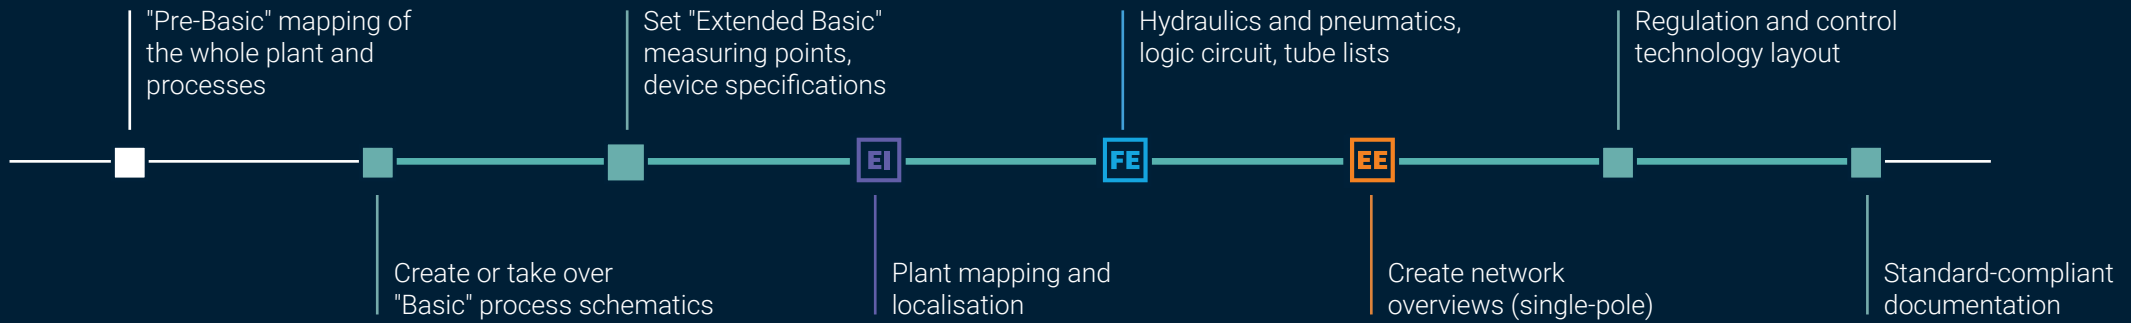 "Pre-Basic" mapping of
the whole plant and
processes
Create or take over
"Basic" process schematics
Set "Extended Basic"
measuring points,
device specifications
EI
Plant mapping and
localisation
FE
Hydraulics and pneumatics,
logic circuit, tube lists
EE
Create network
overviews (single-pole)
Regulation and control
technology layout
Standard-compliant
documentation